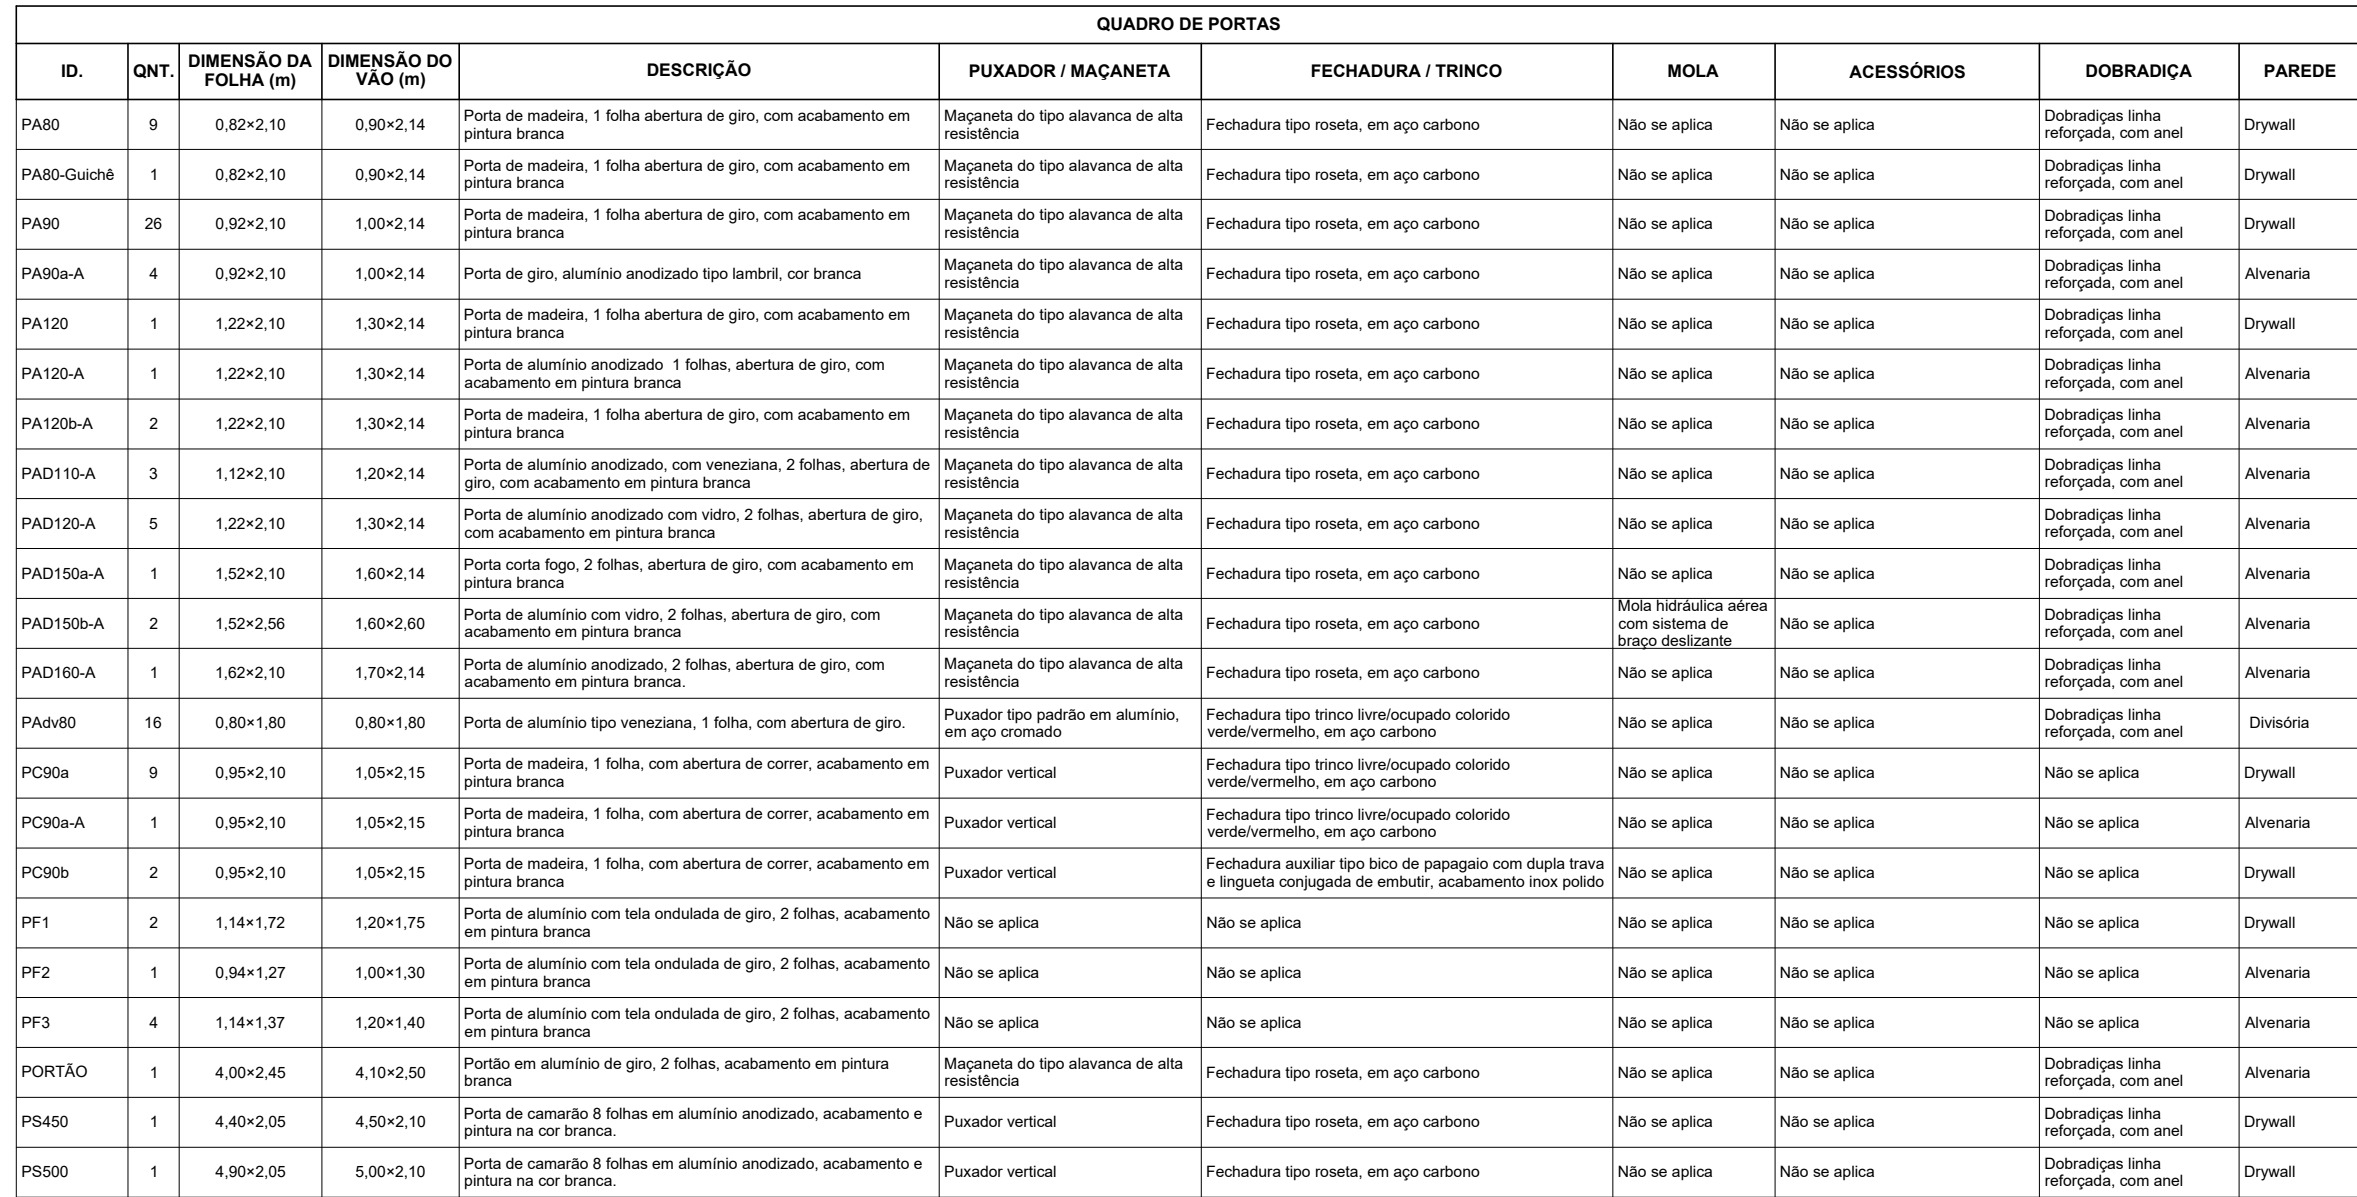 QUADRO DE PORTAS
ID. QNT. DIMENSÃO DA FOLHA (m) DIMENSÃO DO VÃO (m) DESCRIÇÃO PUXADOR / MAÇANETA FECHADURA / TRINCO MOLA ACESSÓRIOS DOBRADIÇA PAREDE
PA80 9 0,82×2,10 0,90×2,14 Porta de madeira, 1 folha abertura de giro, com acabamento em pintura branca Maçaneta do tipo alavanca de alta resistência Fechadura tipo roseta, em aço carbono Não se aplica Não se aplica Dobradiças linha reforçada, com anel Drywall
PA80-Guichê 1 0,82×2,10 0,90×2,14 Porta de madeira, 1 folha abertura de giro, com acabamento em pintura branca Maçaneta do tipo alavanca de alta resistência Fechadura tipo roseta, em aço carbono Não se aplica Não se aplica Dobradiças linha reforçada, com anel Drywall
PA90 26 0,92×2,10 1,00×2,14 Porta de madeira, 1 folha abertura de giro, com acabamento em pintura branca Maçaneta do tipo alavanca de alta resistência Fechadura tipo roseta, em aço carbono Não se aplica Não se aplica Dobradiças linha reforçada, com anel Drywall
PA90a-A 4 0,92×2,10 1,00×2,14 Porta de giro, alumínio anodizado tipo lambril, cor branca Maçaneta do tipo alavanca de alta resistência Fechadura tipo roseta, em aço carbono Não se aplica Não se aplica Dobradiças linha reforçada, com anel Alvenaria
PA120 1 1,22×2,10 1,30×2,14 Porta de madeira, 1 folha abertura de giro, com acabamento em pintura branca Maçaneta do tipo alavanca de alta resistência Fechadura tipo roseta, em aço carbono Não se aplica Não se aplica Dobradiças linha reforçada, com anel Drywall
PA120-A 1 1,22×2,10 1,30×2,14 Porta de alumínio anodizado 1 folhas, abertura de giro, com acabamento em pintura branca Maçaneta do tipo alavanca de alta resistência Fechadura tipo roseta, em aço carbono Não se aplica Não se aplica Dobradiças linha reforçada, com anel Alvenaria
PA120b-A 2 1,22×2,10 1,30×2,14 Porta de madeira, 1 folha abertura de giro, com acabamento em pintura branca Maçaneta do tipo alavanca de alta resistência Fechadura tipo roseta, em aço carbono Não se aplica Não se aplica Dobradiças linha reforçada, com anel Alvenaria
PAD110-A 3 1,12×2,10 1,20×2,14 Porta de alumínio anodizado, com veneziana, 2 folhas, abertura de giro, com acabamento em pintura branca Maçaneta do tipo alavanca de alta resistência Fechadura tipo roseta, em aço carbono Não se aplica Não se aplica Dobradiças linha reforçada, com anel Alvenaria
PAD120-A 5 1,22×2,10 1,30×2,14 Porta de alumínio anodizado com vidro, 2 folhas, abertura de giro, com acabamento em pintura branca Maçaneta do tipo alavanca de alta resistência Fechadura tipo roseta, em aço carbono Não se aplica Não se aplica Dobradiças linha reforçada, com anel Alvenaria
PAD150a-A 1 1,52×2,10 1,60×2,14 Porta corta fogo, 2 folhas, abertura de giro, com acabamento em pintura branca Maçaneta do tipo alavanca de alta resistência Fechadura tipo roseta, em aço carbono Não se aplica Não se aplica Dobradiças linha reforçada, com anel Alvenaria
PAD150b-A 2 1,52×2,56 1,60×2,60 Porta de alumínio com vidro, 2 folhas, abertura de giro, com acabamento em pintura branca Maçaneta do tipo alavanca de alta resistência Fechadura tipo roseta, em aço carbono Mola hidráulica aérea com sistema de braço deslizante Não se aplica Dobradiças linha reforçada, com anel Alvenaria
PAD160-A 1 1,62×2,10 1,70×2,14 Porta de alumínio anodizado, 2 folhas, abertura de giro, com acabamento em pintura branca. Maçaneta do tipo alavanca de alta resistência Fechadura tipo roseta, em aço carbono Não se aplica Não se aplica Dobradiças linha reforçada, com anel Alvenaria
PAdv80 16 0,80×1,80 0,80×1,80 Porta de alumínio tipo veneziana, 1 folha, com abertura de giro. Puxador tipo padrão em alumínio, em aço cromado Fechadura tipo trinco livre/ocupado colorido verde/vermelho, em aço carbono Não se aplica Não se aplica Dobradiças linha reforçada, com anel Divisória
PC90a 9 0,95×2,10 1,05×2,15 Porta de madeira, 1 folha, com abertura de correr, acabamento em pintura branca Puxador vertical Fechadura tipo trinco livre/ocupado colorido verde/vermelho, em aço carbono Não se aplica Não se aplica Não se aplica Drywall
PC90a-A 1 0,95×2,10 1,05×2,15 Porta de madeira, 1 folha, com abertura de correr, acabamento em pintura branca Puxador vertical Fechadura tipo trinco livre/ocupado colorido verde/vermelho, em aço carbono Não se aplica Não se aplica Não se aplica Alvenaria
PC90b 2 0,95×2,10 1,05×2,15 Porta de madeira, 1 folha, com abertura de correr, acabamento em pintura branca Puxador vertical Fechadura auxiliar tipo bico de papagaio com dupla trava e lingueta conjugada de embutir, acabamento inox polido Não se aplica Não se aplica Não se aplica Drywall
PF1 2 1,14×1,72 1,20×1,75 Porta de alumínio com tela ondulada de giro, 2 folhas, acabamento em pintura branca Não se aplica Não se aplica Não se aplica Não se aplica Não se aplica Drywall
PF2 1 0,94×1,27 1,00×1,30 Porta de alumínio com tela ondulada de giro, 2 folhas, acabamento em pintura branca Não se aplica Não se aplica Não se aplica Não se aplica Não se aplica Alvenaria
PF3 4 1,14×1,37 1,20×1,40 Porta de alumínio com tela ondulada de giro, 2 folhas, acabamento em pintura branca Não se aplica Não se aplica Não se aplica Não se aplica Não se aplica Alvenaria
PORTÃO 1 4,00×2,45 4,10×2,50 Portão em alumínio de giro, 2 folhas, acabamento em pintura branca Maçaneta do tipo alavanca de alta resistência Fechadura tipo roseta, em aço carbono Não se aplica Não se aplica Dobradiças linha reforçada, com anel Alvenaria
PS450 1 4,40×2,05 4,50×2,10 Porta de camarão 8 folhas em alumínio anodizado, acabamento e pintura na cor branca. Puxador vertical Fechadura tipo roseta, em aço carbono Não se aplica Não se aplica Dobradiças linha reforçada, com anel Drywall
PS500 1 4,90×2,05 5,00×2,10 Porta de camarão 8 folhas em alumínio anodizado, acabamento e pintura na cor branca. Puxador vertical Fechadura tipo roseta, em aço carbono Não se aplica Não se aplica Dobradiças linha reforçada, com anel Drywall